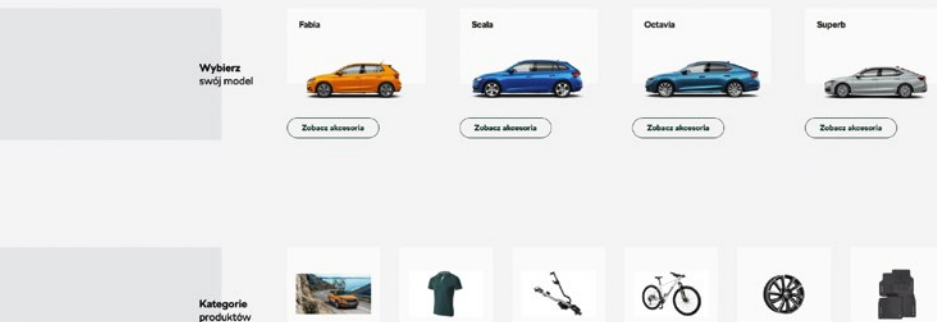 Wybierz
swój model
Fabia
Scala
Octavia
Superb
Zobacz akcesoria
Zobacz akcesoria
Zobacz akcesoria
Zobacz akcesoria
Kategorie
produktów